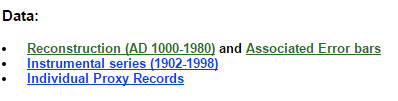 Data:
• Reconstruction (AD 1000-1980) and Associated Error bars
• Instrumental series (1902-1998)
• Individual Proxy Records